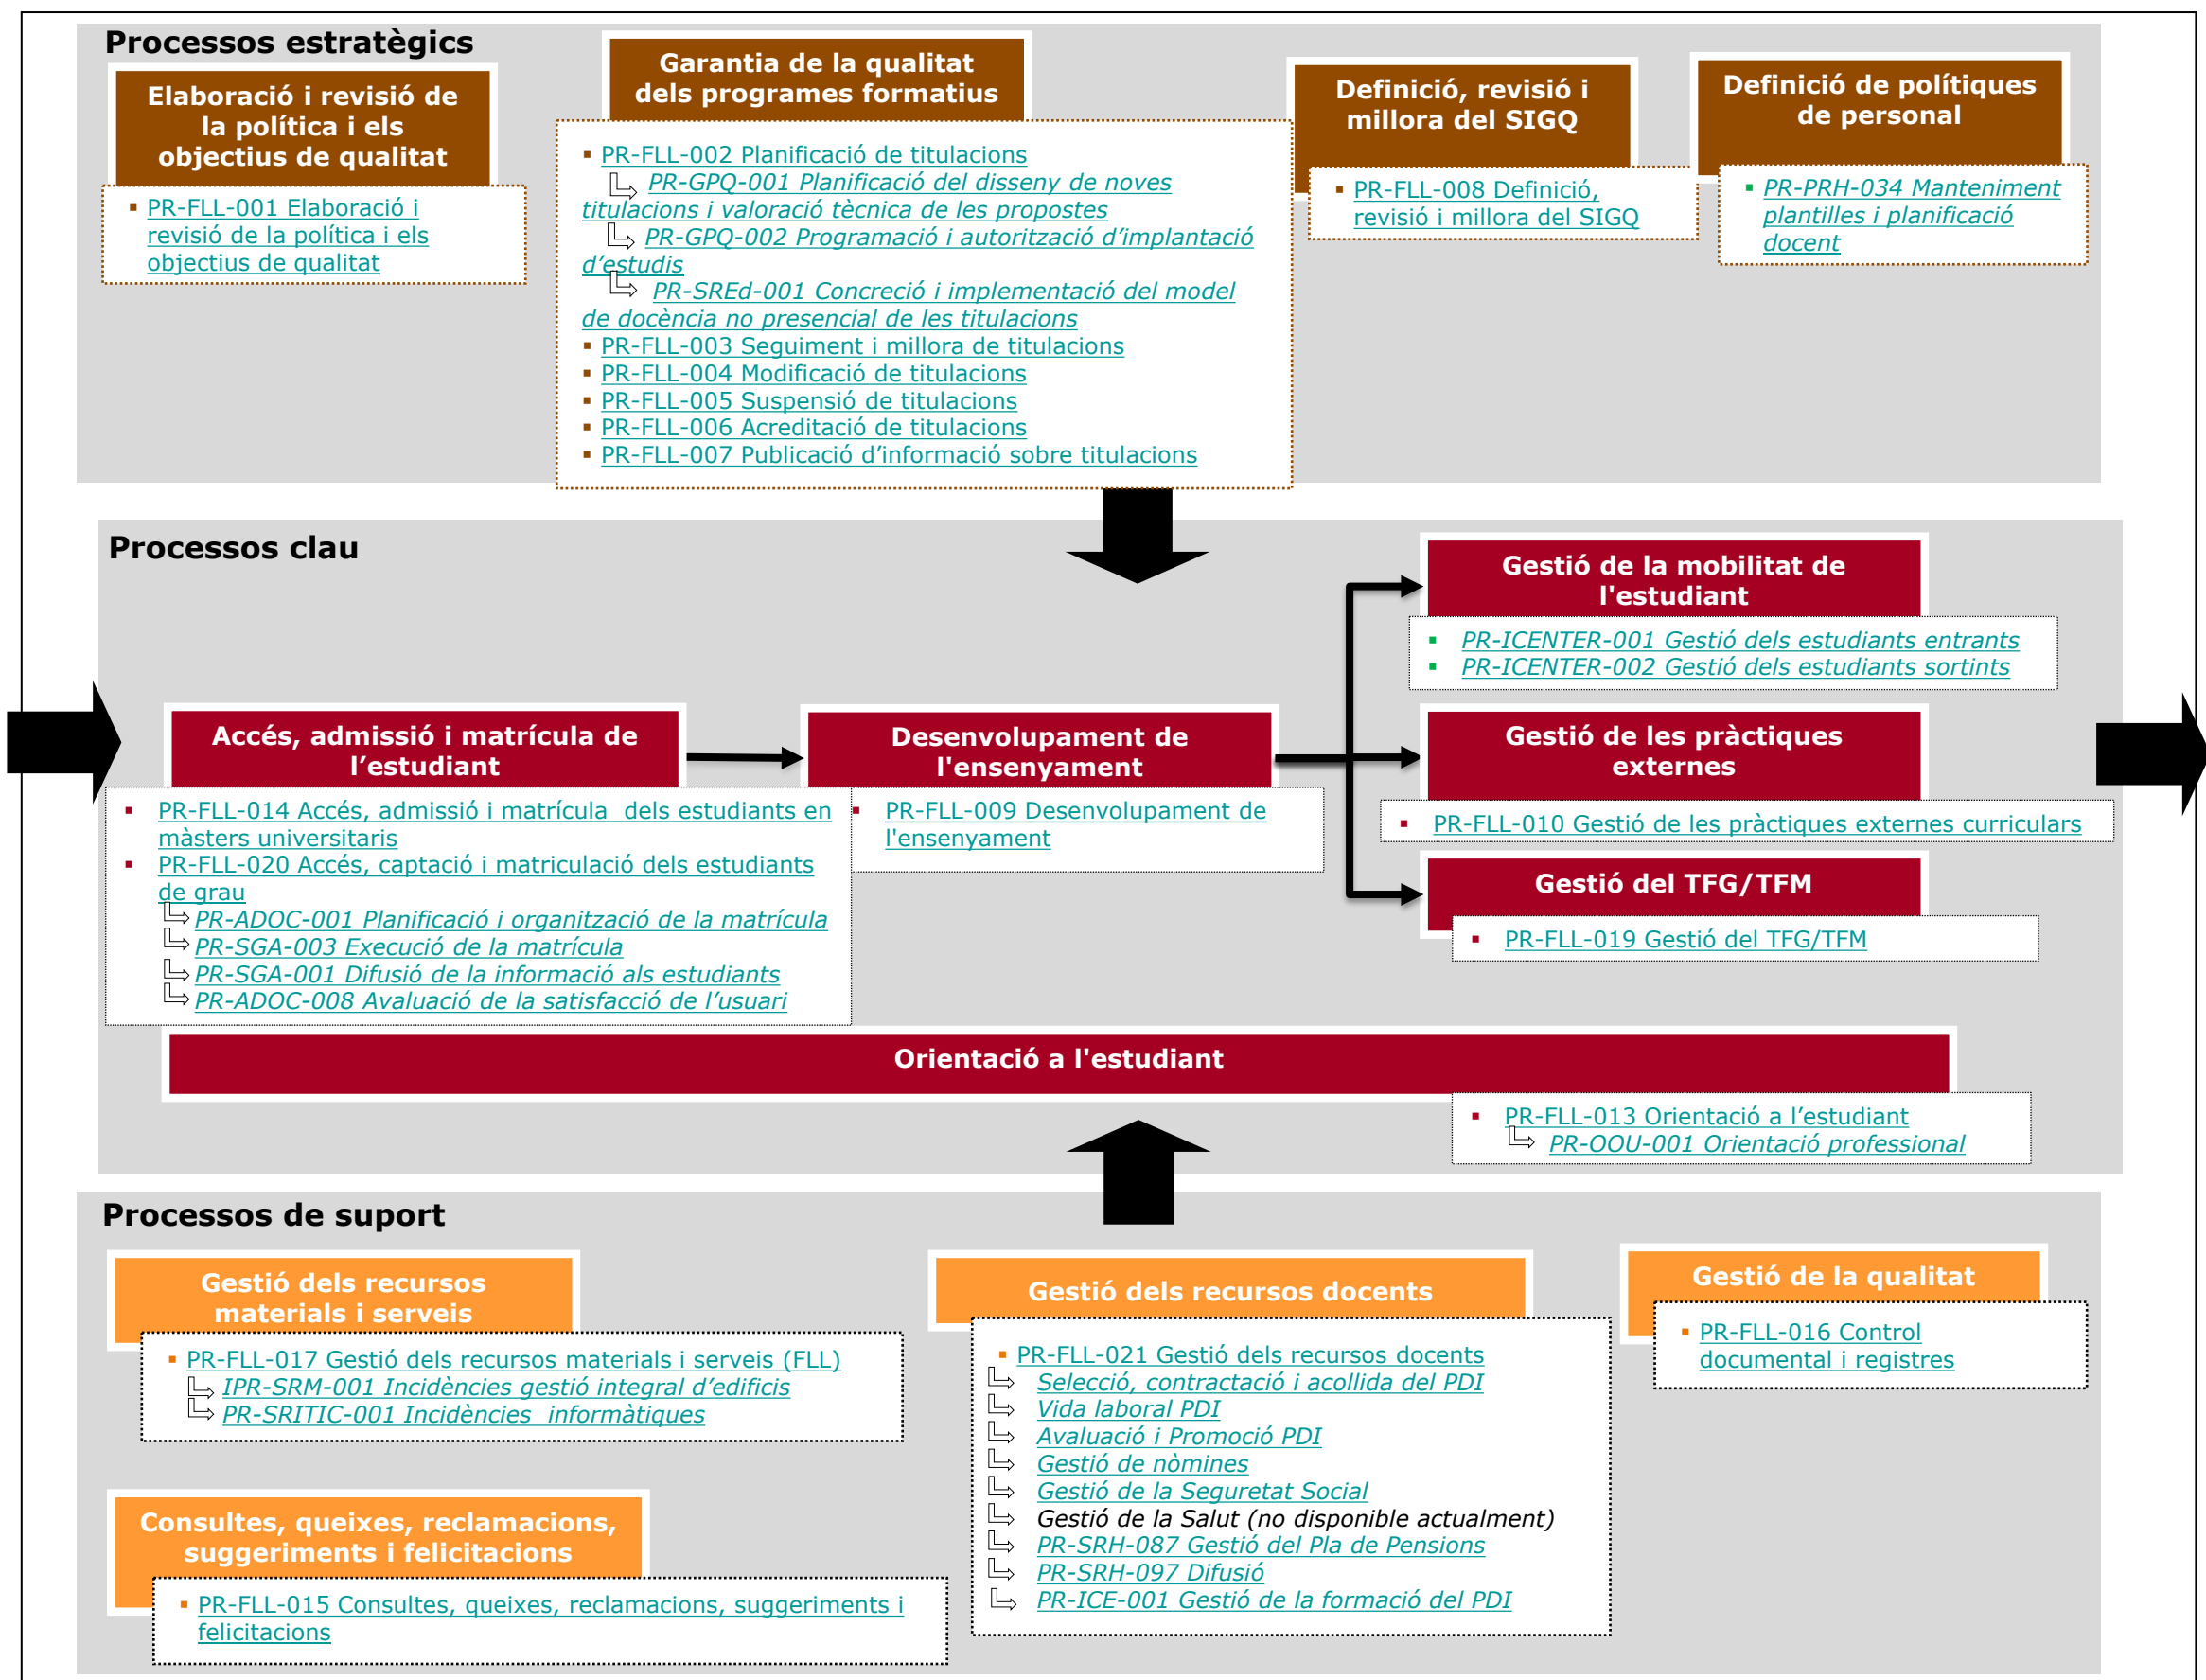 Processos estratègics
Elaboració i revisió de
la política i els
objectius de qualitat
PR-FLL-001 Elaboració i
revisió de la política i els
objectius de qualitat
Garantia de la qualitat
dels programes formatius
PR-FLL-002 Planificació de titulacions
PR-GPQ-001 Planificació del disseny de noves
titulacions i valoració tècnica de les propostes
PR-GPQ-002 Programació i autorització d’implantació
d’estudis
PR-SREd-001 Concreció i implementació del model
de docència no presencial de les titulacions
PR-FLL-003 Seguiment i millora de titulacions
PR-FLL-004 Modificació de titulacions
PR-FLL-005 Suspensió de titulacions
PR-FLL-006 Acreditació de titulacions
PR-FLL-007 Publicació d’informació sobre titulacions
Definició, revisió i
millora del SIGQ
PR-FLL-008 Definició,
revisió i millora del SIGQ
Definició de polítiques
de personal
PR-PRH-034 Manteniment
plantilles i planificació
docent
Processos clau
Accés, admissió i matrícula de
l’estudiant
PR-FLL-014 Accés, admissió i matrícula  dels estudiants en
màsters universitaris
PR-FLL-020 Accés, captació i matriculació dels estudiants
de grau
PR-ADOC-001 Planificació i organització de la matrícula
PR-SGA-003 Execució de la matrícula
PR-SGA-001 Difusió de la informació als estudiants
PR-ADOC-008 Avaluació de la satisfacció de l’usuari
Desenvolupament de
l'ensenyament
PR-FLL-009 Desenvolupament de
l'ensenyament
Gestió de la mobilitat de
l'estudiant
PR-ICENTER-001 Gestió dels estudiants entrants
PR-ICENTER-002 Gestió dels estudiants sortints
Gestió de les pràctiques
externes
PR-FLL-010 Gestió de les pràctiques externes curriculars
Gestió del TFG/TFM
PR-FLL-019 Gestió del TFG/TFM
Orientació a l'estudiant
PR-FLL-013 Orientació a l’estudiant
PR-OOU-001 Orientació professional
Processos de suport
Gestió dels recursos
materials i serveis
PR-FLL-017 Gestió dels recursos materials i serveis (FLL)
IPR-SRM-001 Incidències gestió integral d’edificis
PR-SRITIC-001 Incidències  informàtiques
Consultes, queixes, reclamacions,
suggeriments i felicitacions
PR-FLL-015 Consultes, queixes, reclamacions, suggeriments i
felicitacions
Gestió dels recursos docents
PR-FLL-021 Gestió dels recursos docents
Selecció, contractació i acollida del PDI
Vida laboral PDI
Avaluació i Promoció PDI
Gestió de nòmines
Gestió de la Seguretat Social
Gestió de la Salut (no disponible actualment)
PR-SRH-087 Gestió del Pla de Pensions
PR-SRH-097 Difusió
PR-ICE-001 Gestió de la formació del PDI
Gestió de la qualitat
PR-FLL-016 Control
documental i registres